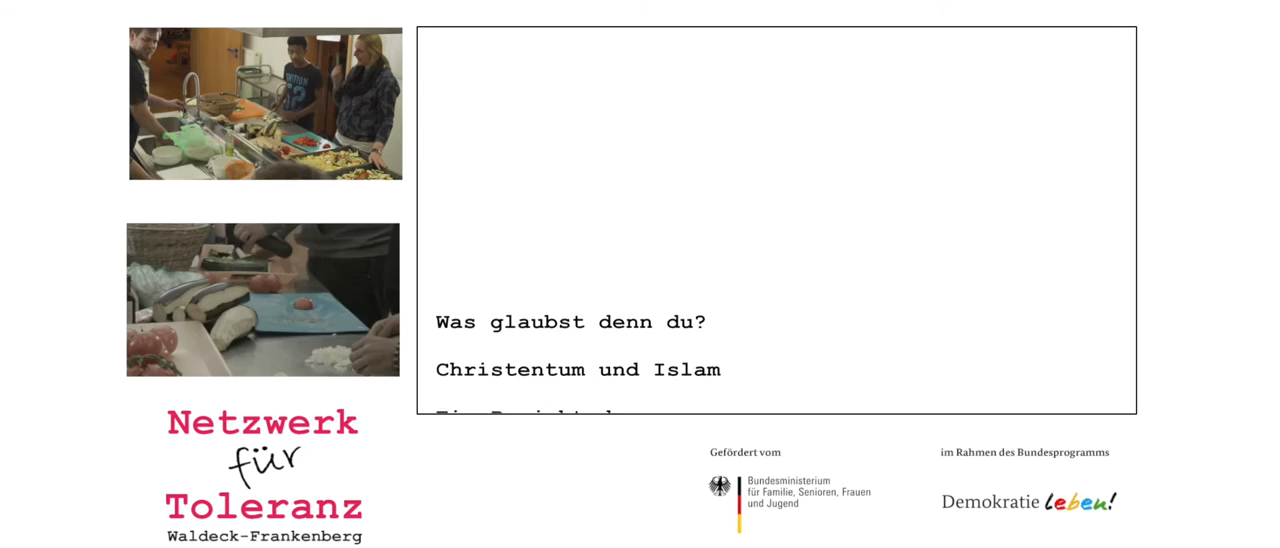 Was glaubst denn du?
Christentum und Islam
Netzwerk
für
Toleranz
Waldeck-Frankenberg
Gefördert vom
Bundesministerium
für Familie, Senioren, Frauen
und Jugend
im Rahmen des Bundesprogramms
Demokratie leben!